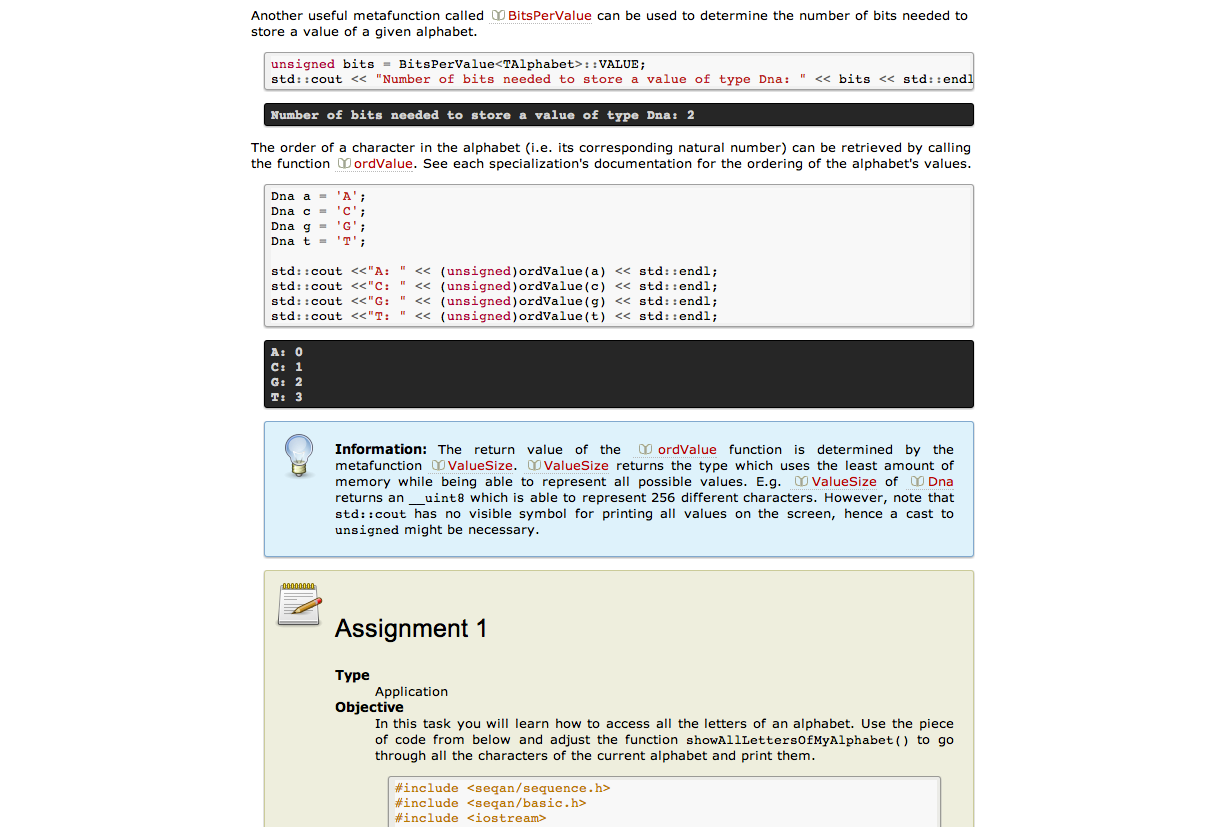 Another useful metafunction called BitsPerValue can be used to determine the number of bits needed to
store a value of a given alphabet.
unsigned bits = BitsPerValue<TAlphabet>::VALUE;
std::cout << "Number of bits needed to store a value of type Dna: " << bits << std::endl
Number of bits needed to store a value of type Dna: 2
The order of a character in the alphabet (i.e. its corresponding natural number) can be retrieved by calling
the function ordValue. See each specialization's documentation for the ordering of the alphabet's values.
Dna a = 'A';
Dna c = 'C';
Dna g = 'G';
Dna t = 'T';
std::cout <<"A: " << (unsigned)ordValue(a) << std::endl;
std::cout <<"C: " << (unsigned)ordValue(c) << std::endl;
std::cout <<"G: " << (unsigned)ordValue(g) << std::endl;
std::cout <<"T: " << (unsigned)ordValue(t) << std::endl;
A: 0
C: 1
G: 2
T: 3
Information: The return value of the ordValue function is determined by the
metafunction ValueSize. ValueSize returns the type which uses the least amount of
memory while being able to represent all possible values. E.g. ValueSize of Dna
returns an __uint8 which is able to represent 256 different characters. However, note that
std::cout has no visible symbol for printing all values on the screen, hence a cast to
unsigned might be necessary.
Assignment 1
Type
Application
Objective
In this task you will learn how to access all the letters of an alphabet. Use the piece
of code from below and adjust the function showAllLettersOfMyAlphabet() to go
through all the characters of the current alphabet and print them.
#include <seqan/sequence.h>
#include <seqan/basic.h>
#include <iostream>